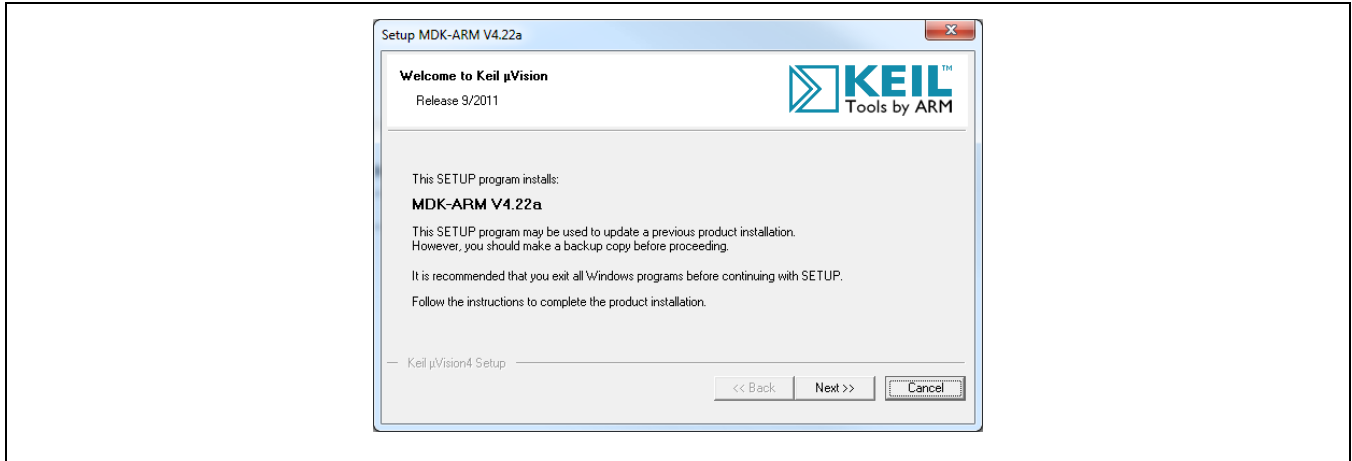 Setup MDK-ARM V4.22a
Welcome to Keil µVision
Release 9/2011
KEIL™
Tools by ARM
This SETUP program installs:
MDK-ARM V4.22a
This SETUP program may be used to update a previous product installation.
However, you should make a backup copy before proceeding.
It is recommended that you exit all Windows programs before continuing with SETUP.
Follow the instructions to complete the product installation.
Keil µVision4 Setup
<< Back Next >> Cancel